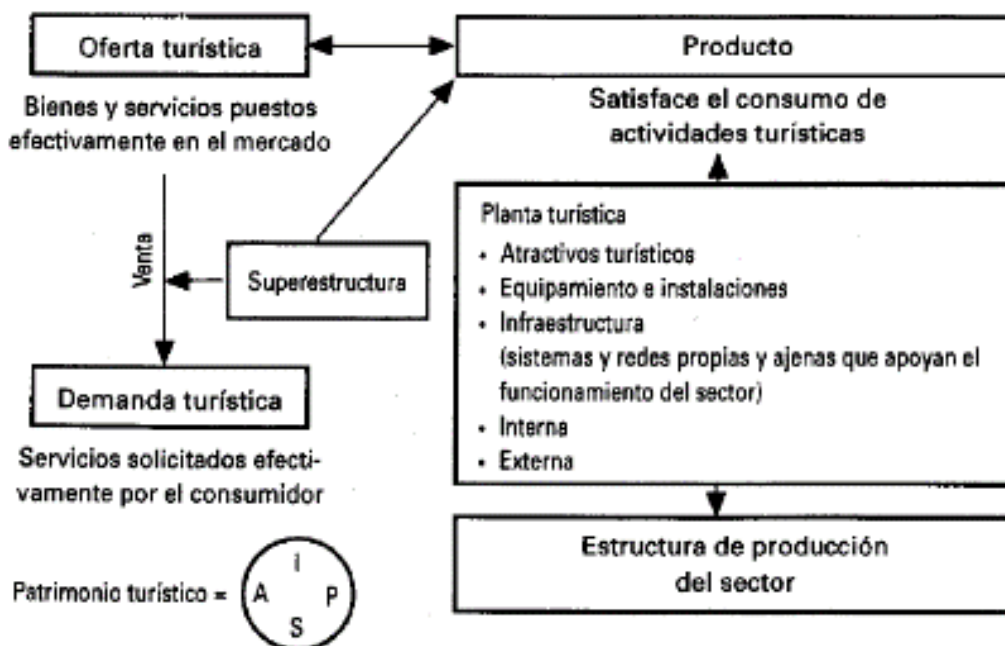 Oferta turística
Producto
Bienes y servicios puestos
efectivamente en el mercado
Satisface el consumo de
actividades turísticas
Venta
Superestructura
Planta turística
• Atractivos turísticos
• Equipamiento e instalaciones
• Infraestructura
(sistemas y redes propias y ajenas que apoyan el
funcionamiento del sector)
• Interna
• Externa
Demanda turística
Servicios solicitados efecti-
vamente por el consumidor
Estructura de producción
del sector
Patrimonio turístico =
i
A P
S